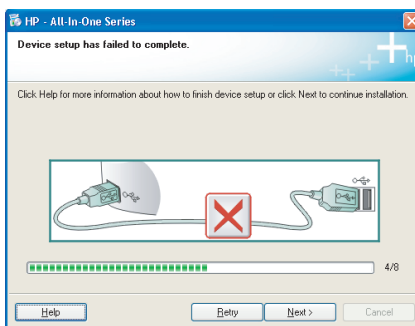 HP - All-In-One Series
Device setup has failed to complete.
hp
Click Help for more information about how to finish device setup or click Next to continue installation.
4/8
Help
Retry
Next >
Cancel